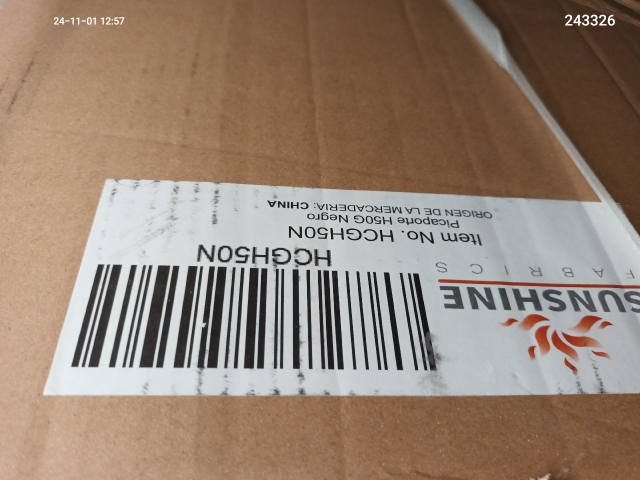 24-11-01 12:57
243326
SUNSHINE
FABRICS
HCGH50N
Item No. HCGH50N
Picaporte H50G Negro
ORIGEN DE LA MERCADERIA: CHINA